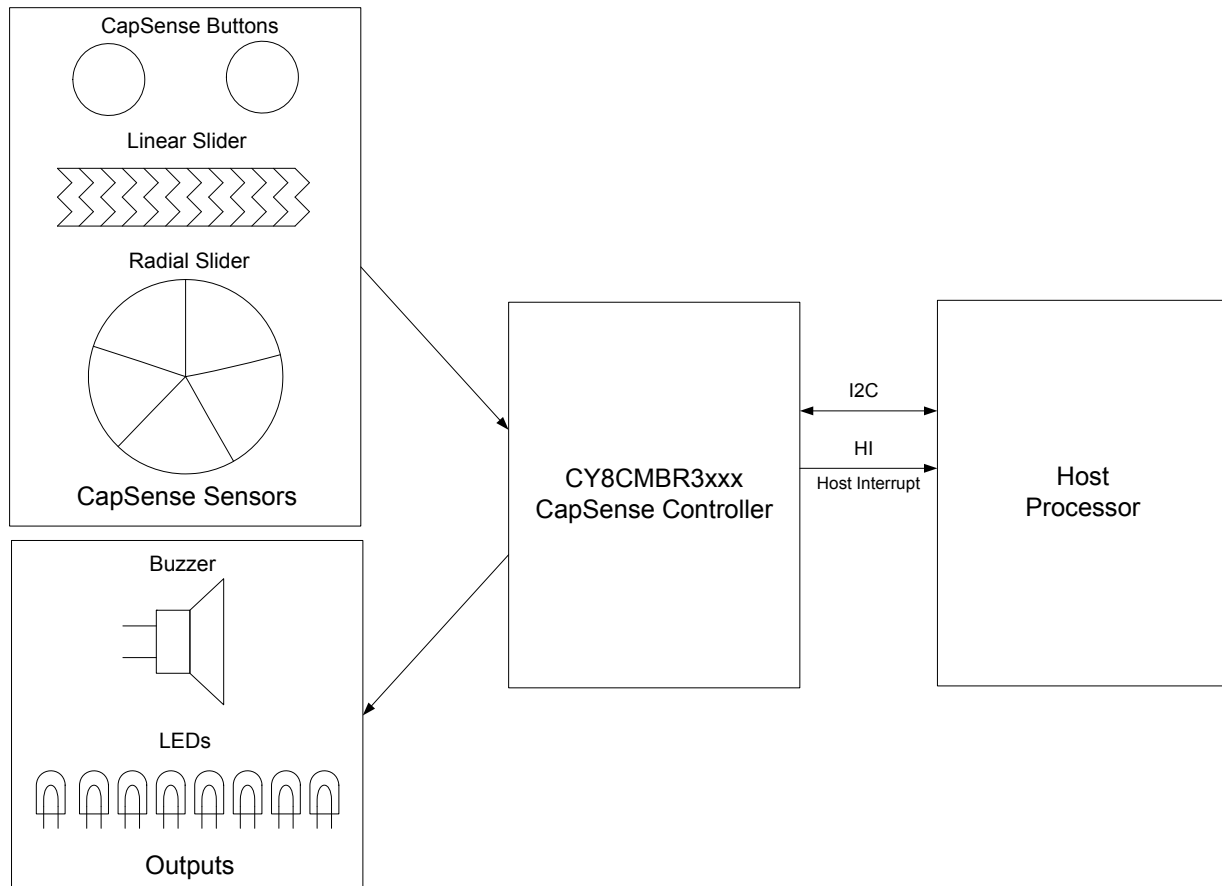 CapSense Buttons
Linear Slider
Radial Slider
CapSense Sensors
Buzzer
LEDs
Outputs
CY8CMBR3xxx
CapSense Controller
I2C
HI
Host Interrupt
Host
Processor